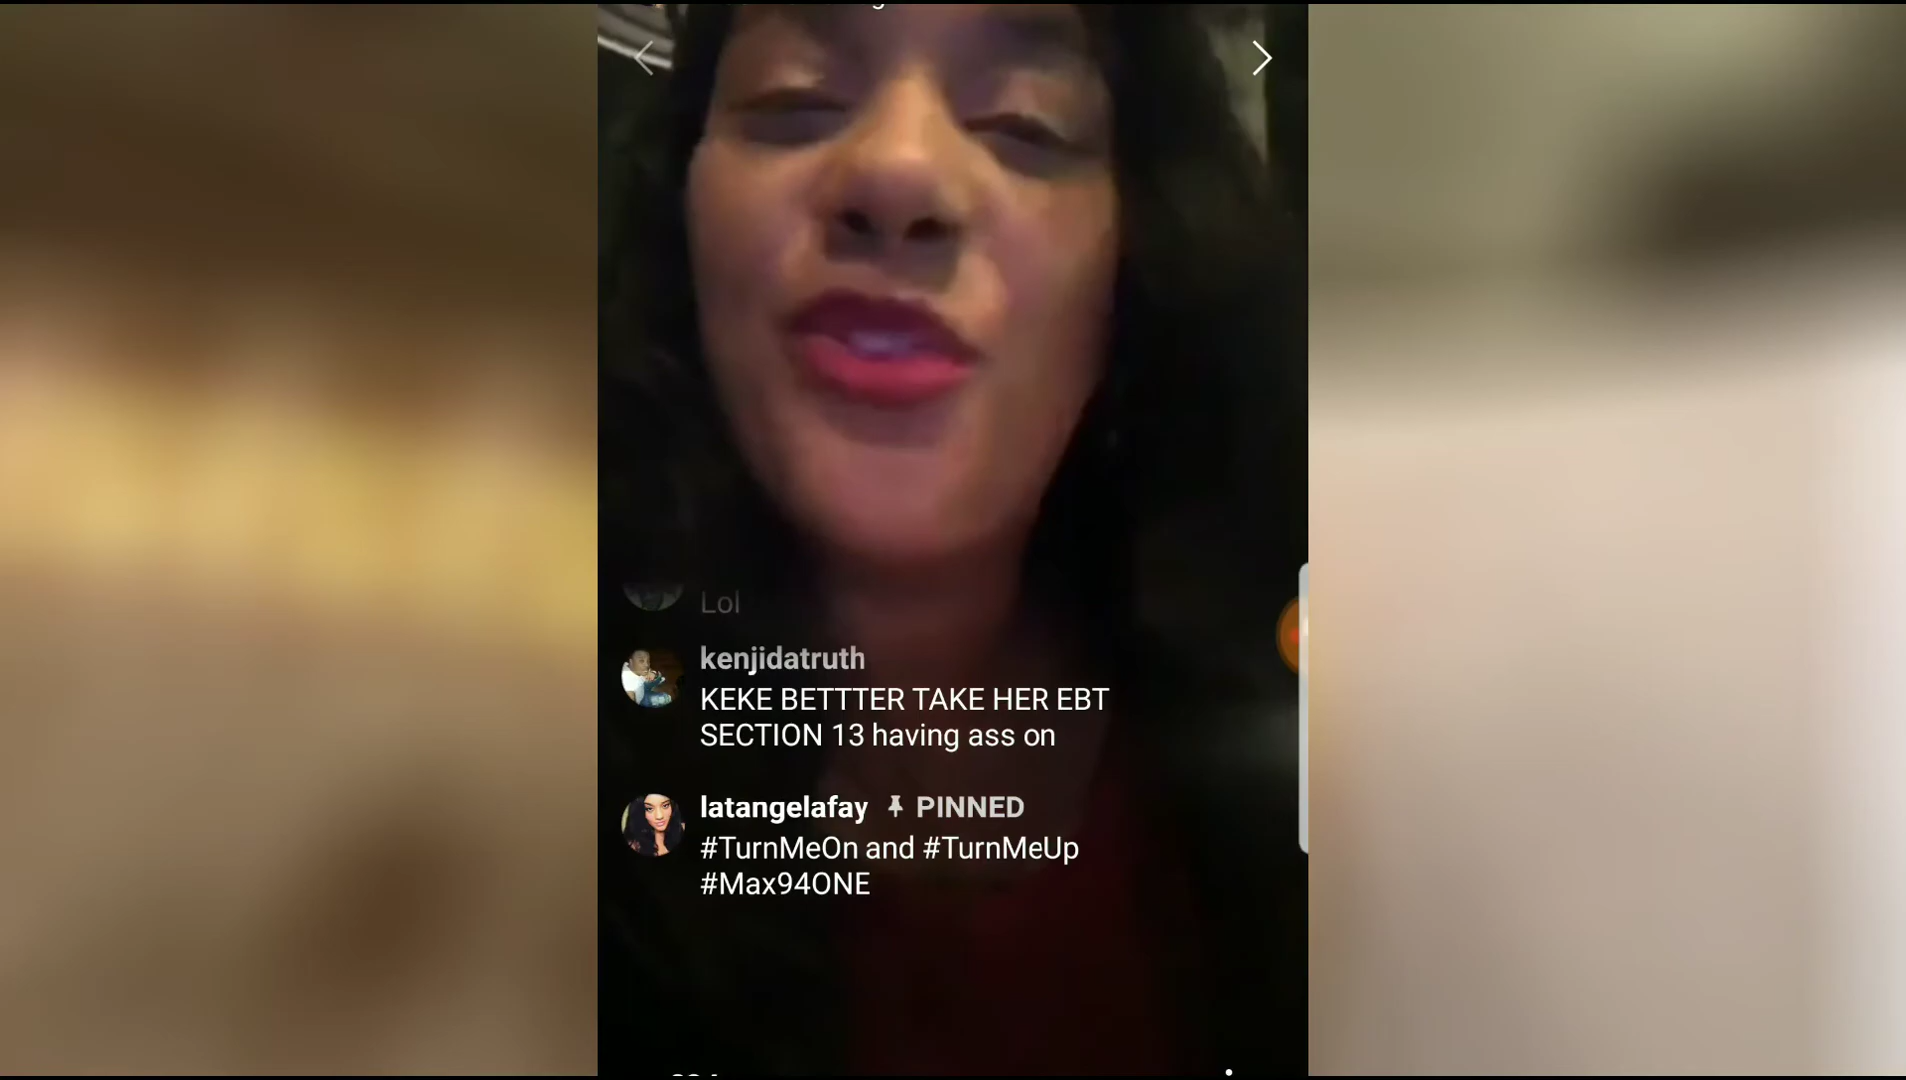 Lol
kenjidatruth
KEKE BETTTER TAKE HER EBT
SECTION 13 having ass on
latangelafay PINNED
#TurnMeOn and #TurnMeUp
#Max94ONE